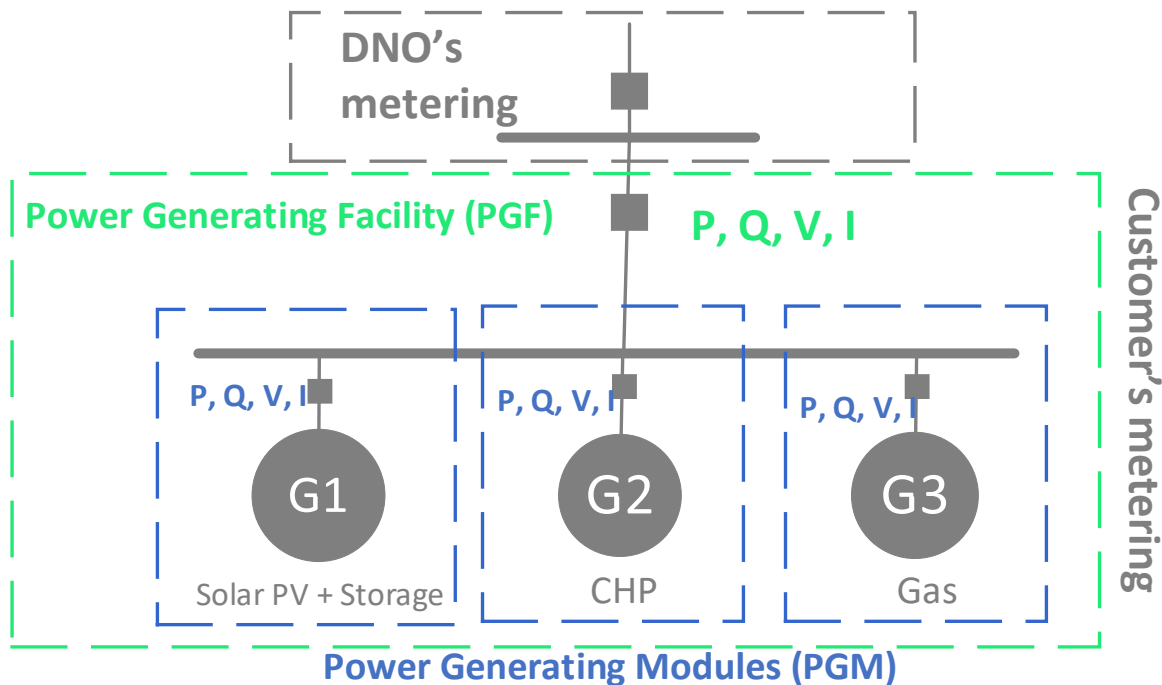 DNO's
metering
Power Generating Facility (PGF)
P, Q, V, I
Customer's metering
P, Q, V, I
P, Q, V, I
P, Q, V, I
G1
G2
G3
Solar PV + Storage
CHP
Gas
Power Generating Modules (PGM)